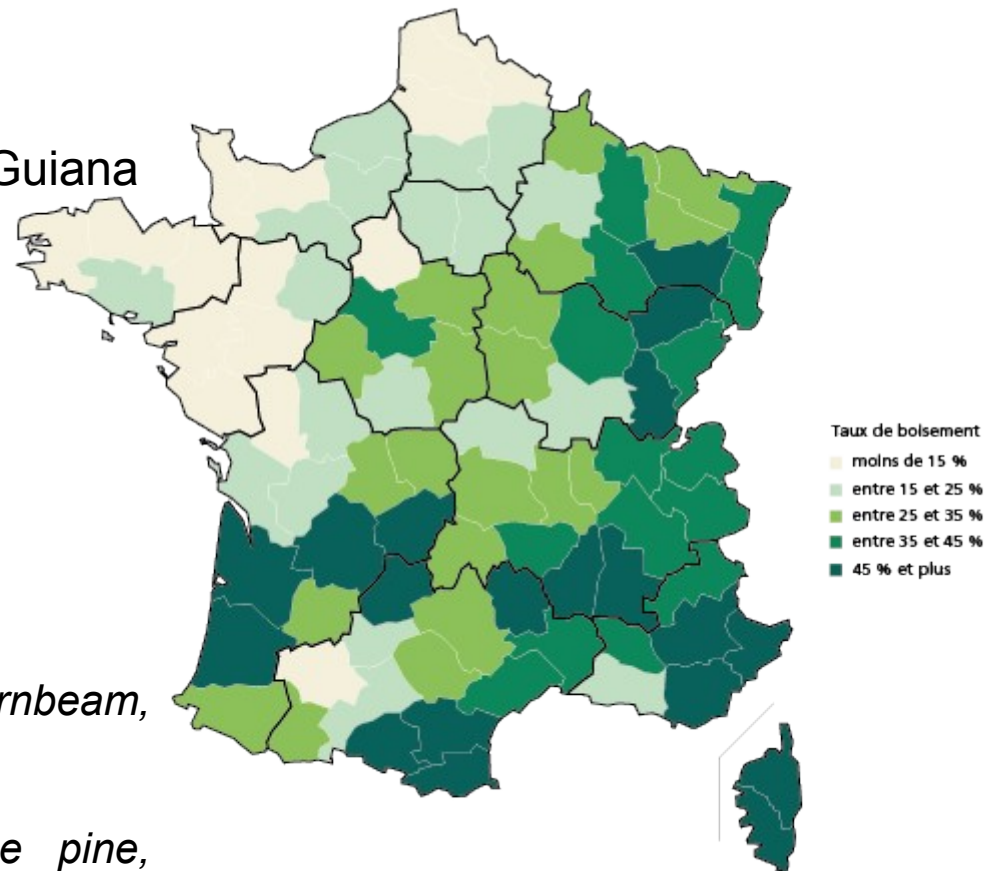 Guiana
Taux de boisement
moins de 15 %
entre 15 et 25 %
entre 25 et 35 %
entre 35 et 45 %
45 % et plus
pine,